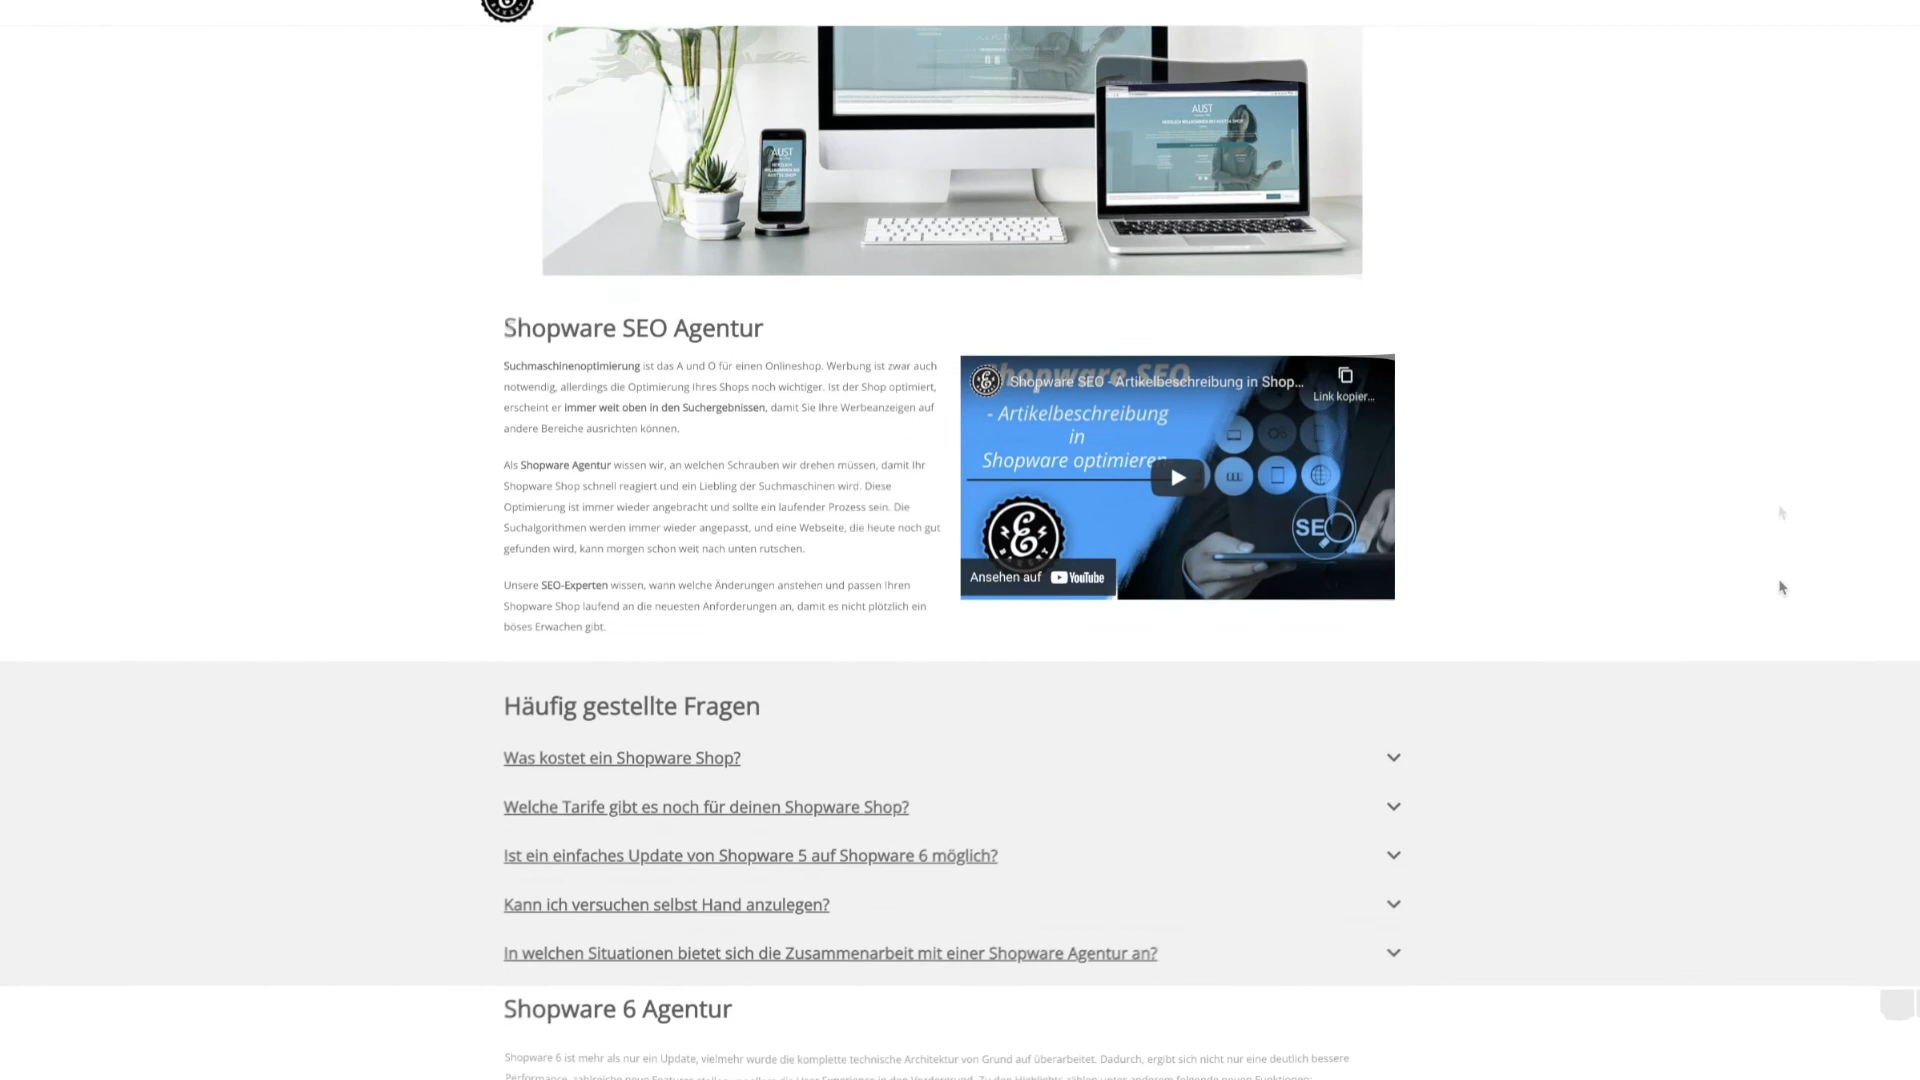 AUST
AUST
HERZLICH WILLKOMMEN BEI AUST24.SHOP
Shopware SEO Agentur
Suchmaschinenoptimierung ist das A und O für einen Onlineshop. Werbung ist zwar auch
notwendig, allerdings die Optimierung Ihres Shops noch wichtiger. Ist der Shop optimiert,
erscheint er immer weit oben in den Suchergebnissen, damit Sie Ihre Werbeanzeigen auf
andere Bereiche ausrichten können.
Als Shopware Agentur wissen wir, an welchen Schrauben wir drehen müssen, damit Ihr
Shopware Shop schnell reagiert und ein Liebling der Suchmaschinen wird. Diese
Optimierung ist immer wieder angebracht und sollte ein laufender Prozess sein. Die
Suchalgorithmen werden immer wieder angepasst, und eine Webseite, die heute noch gut
gefunden wird, kann morgen schon weit nach unten rutschen.
Unsere SEO-Experten wissen, wann welche Änderungen anstehen und passen Ihren
Shopware Shop laufend an die neuesten Anforderungen an, damit es nicht plötzlich ein
böses Erwachen gibt.
Shopware SEO
Shopware SEO - Artikelbeschreibung in Shop...
Link kopier...
- Artikelbeschreibung
in
Shopware optimieren
SEO
Ansehen auf YouTube
Häufig gestellte Fragen
Was kostet ein Shopware Shop?
Welche Tarife gibt es noch für deinen Shopware Shop?
Ist ein einfaches Update von Shopware 5 auf Shopware 6 möglich?
Kann ich versuchen selbst Hand anzulegen?
In welchen Situationen bietet sich die Zusammenarbeit mit einer Shopware Agentur an?
Shopware 6 Agentur
Shopware 6 ist mehr als nur ein Update, vielmehr wurde die komplette technische Architektur von Grund auf überarbeitet. Dadurch, ergibt sich nicht nur eine deutlich bessere